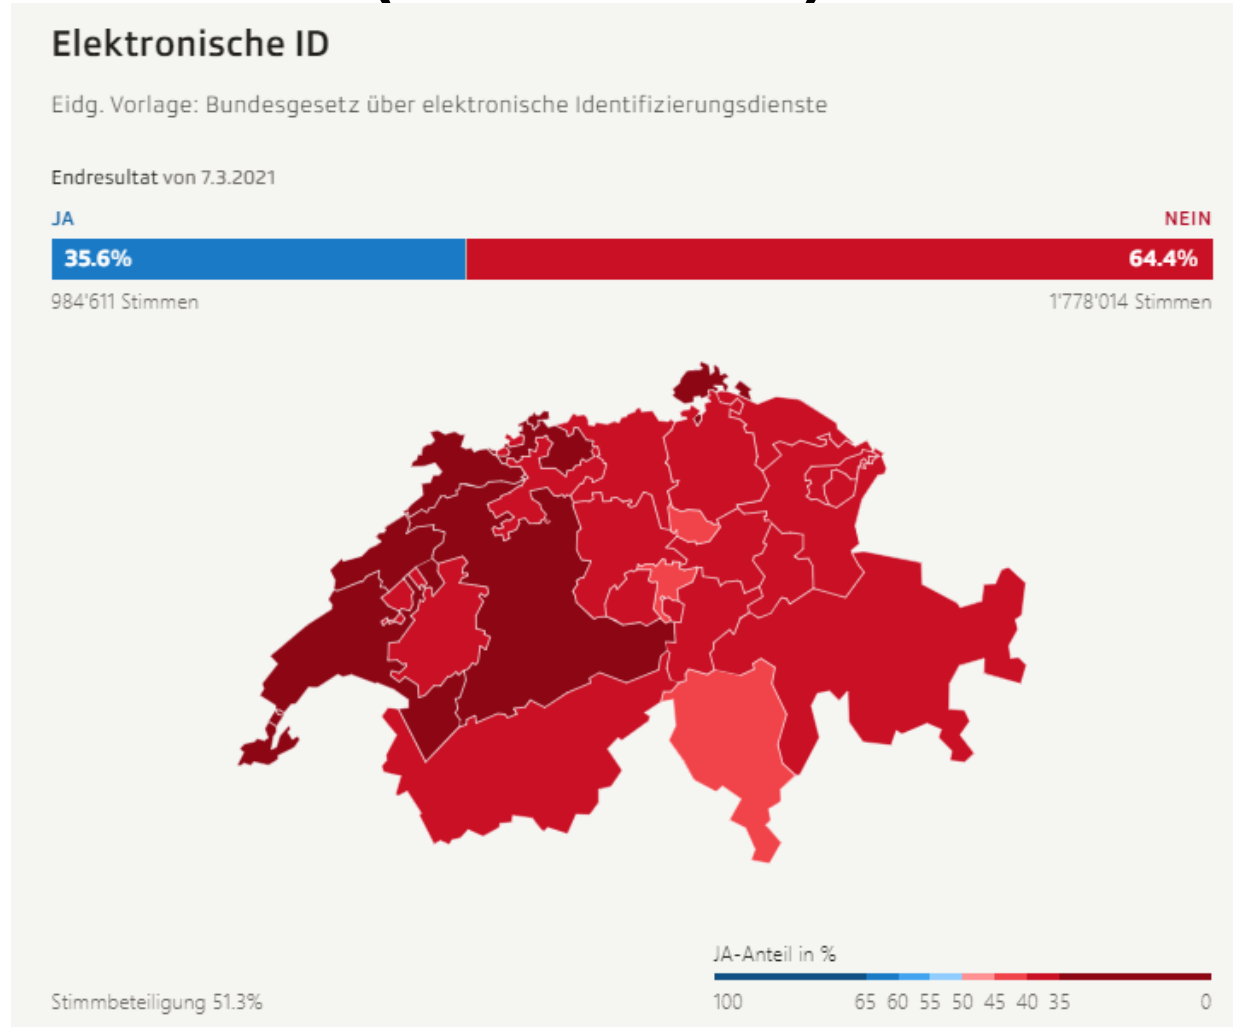 Elektronische ID
Eidg. Vorlage: Bundesgesetz über elektronische Identifizierungsdienste
Endresultat von 7.3.2021
JA NEIN
35.6% 64.4%
984'611 Stimmen 1'778'014 Stimmen
JA-Anteil in %
Stimmbeteiligung 51.3% 100 65 60 55 50 45 40 35 0